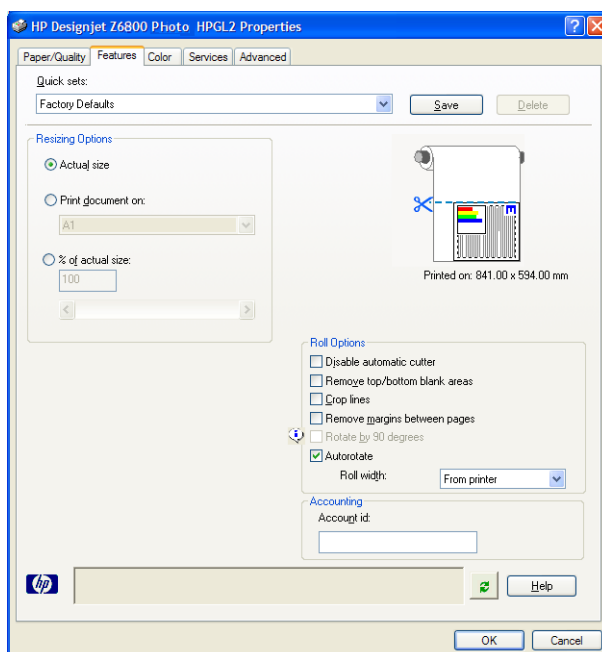 HP Designjet Z6800 Photo HPGL2 Properties
Paper/Quality Features Color Services Advanced
Quick sets:
Factory Defaults
Save
Delete
Resizing Options
Actual size
Print document on:
A1
% of actual size:
100
Printed on: 841.00 x 594.00 mm
Roll Options
Disable automatic cutter
Remove top/bottom blank areas
Crop lines
Remove margins between pages
Rotate by 90 degrees
Autorotate
Roll width: From printer
Accounting
Account id:
hp
Help
OK Cancel